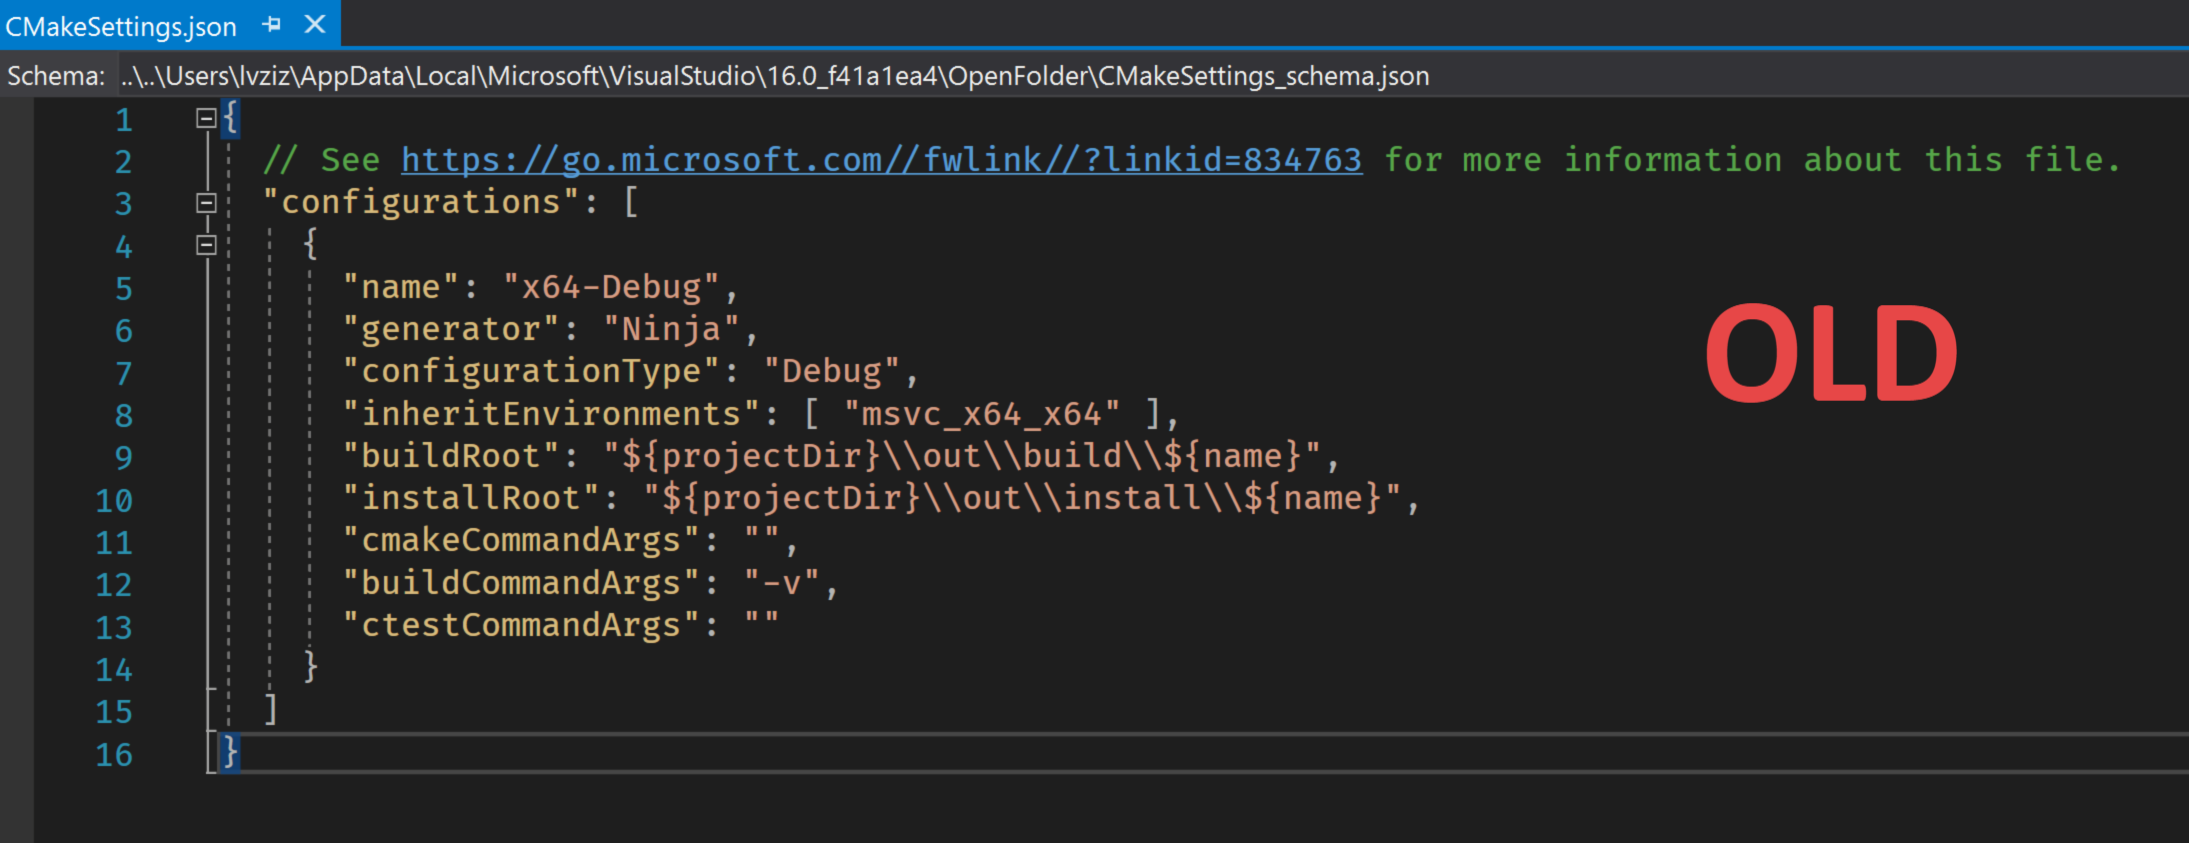 CMakeSettings.json
Schema: ..\..\Users\lvziz\AppData\Local\Microsoft\VisualStudio\16.0_f41a1ea4\OpenFolder\CMakeSettings_schema.json
1 {
2 // See https://go.microsoft.com//fwlink//?linkid=834763 for more information about this file.
3 "configurations": [
4 {
5 "name": "x64-Debug",
6 "generator": "Ninja",
7 "configurationType": "Debug",
8 "inheritEnvironments": [ "msvc_x64_x64" ],
9 "buildRoot": "${projectDir}\\out\\build\\${name}",
10 "installRoot": "${projectDir}\\out\\install\\${name}",
11 "cmakeCommandArgs": "",
12 "buildCommandArgs": "-v",
13 "ctestCommandArgs": ""
14 }
15 ]
16 }
OLD